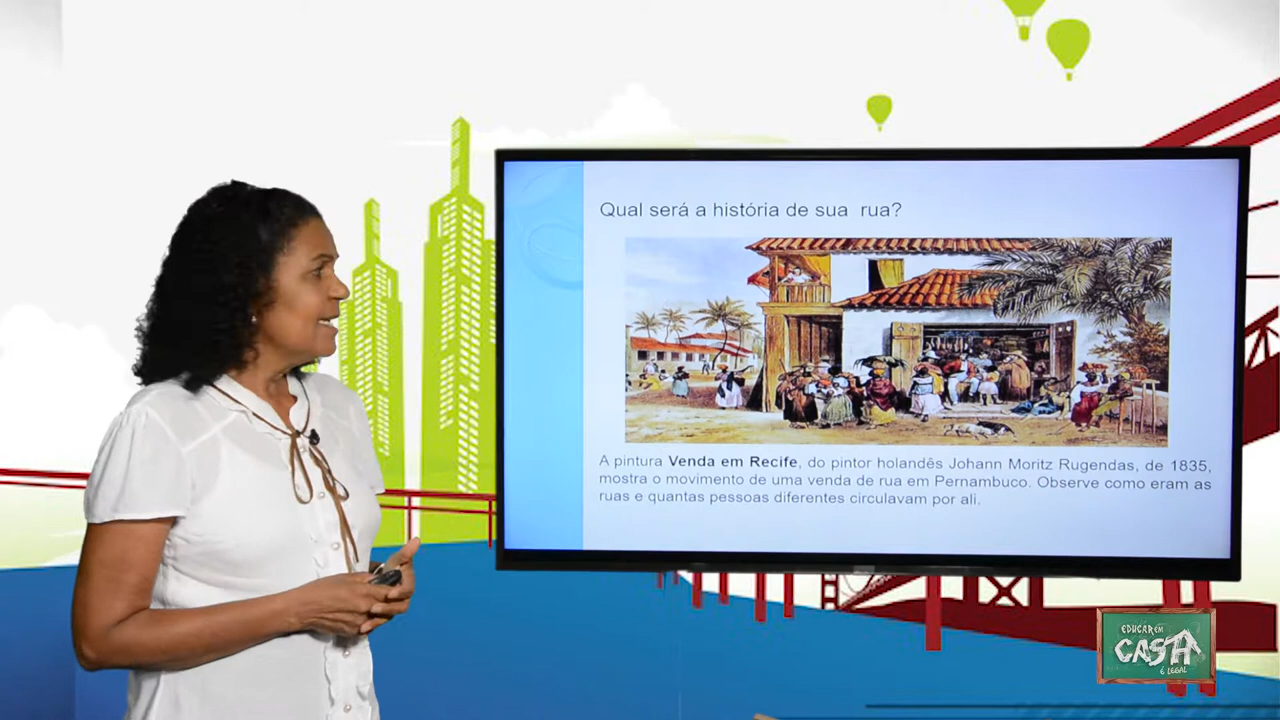 Qual será a história de sua rua?
A pintura Venda em Recife, do pintor holandês Johann Moritz Rugendas, de 1835,
mostra o movimento de uma venda de rua em Pernambuco. Observe como eram as
ruas e quantas pessoas diferentes circulavam por ali.
EDUCAR EM
CASA
É LEGAL